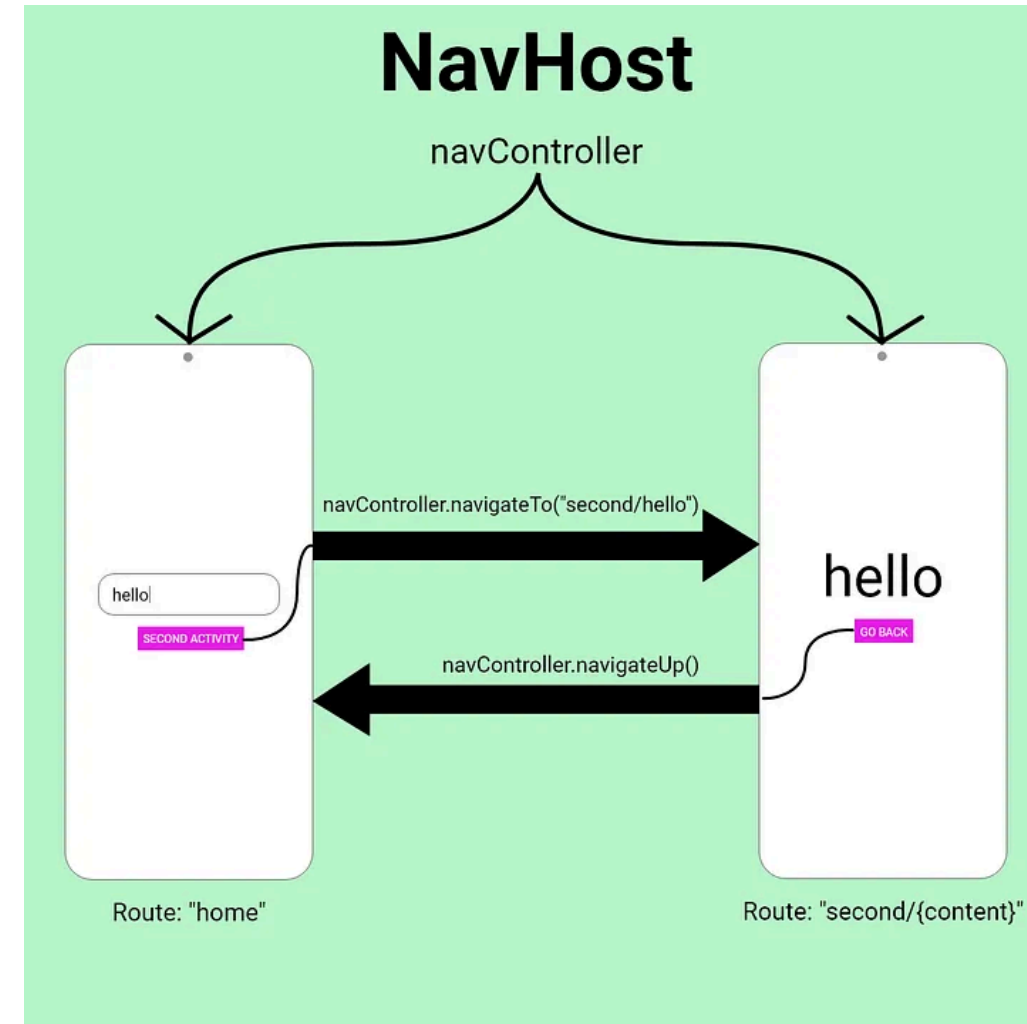 NavHost
navController
navController.navigateTo("second/hello")
hello
SECOND ACTIVITY
hello
GO BACK
navController.navigateUp()
Route: "home"
Route: "second/{content}"